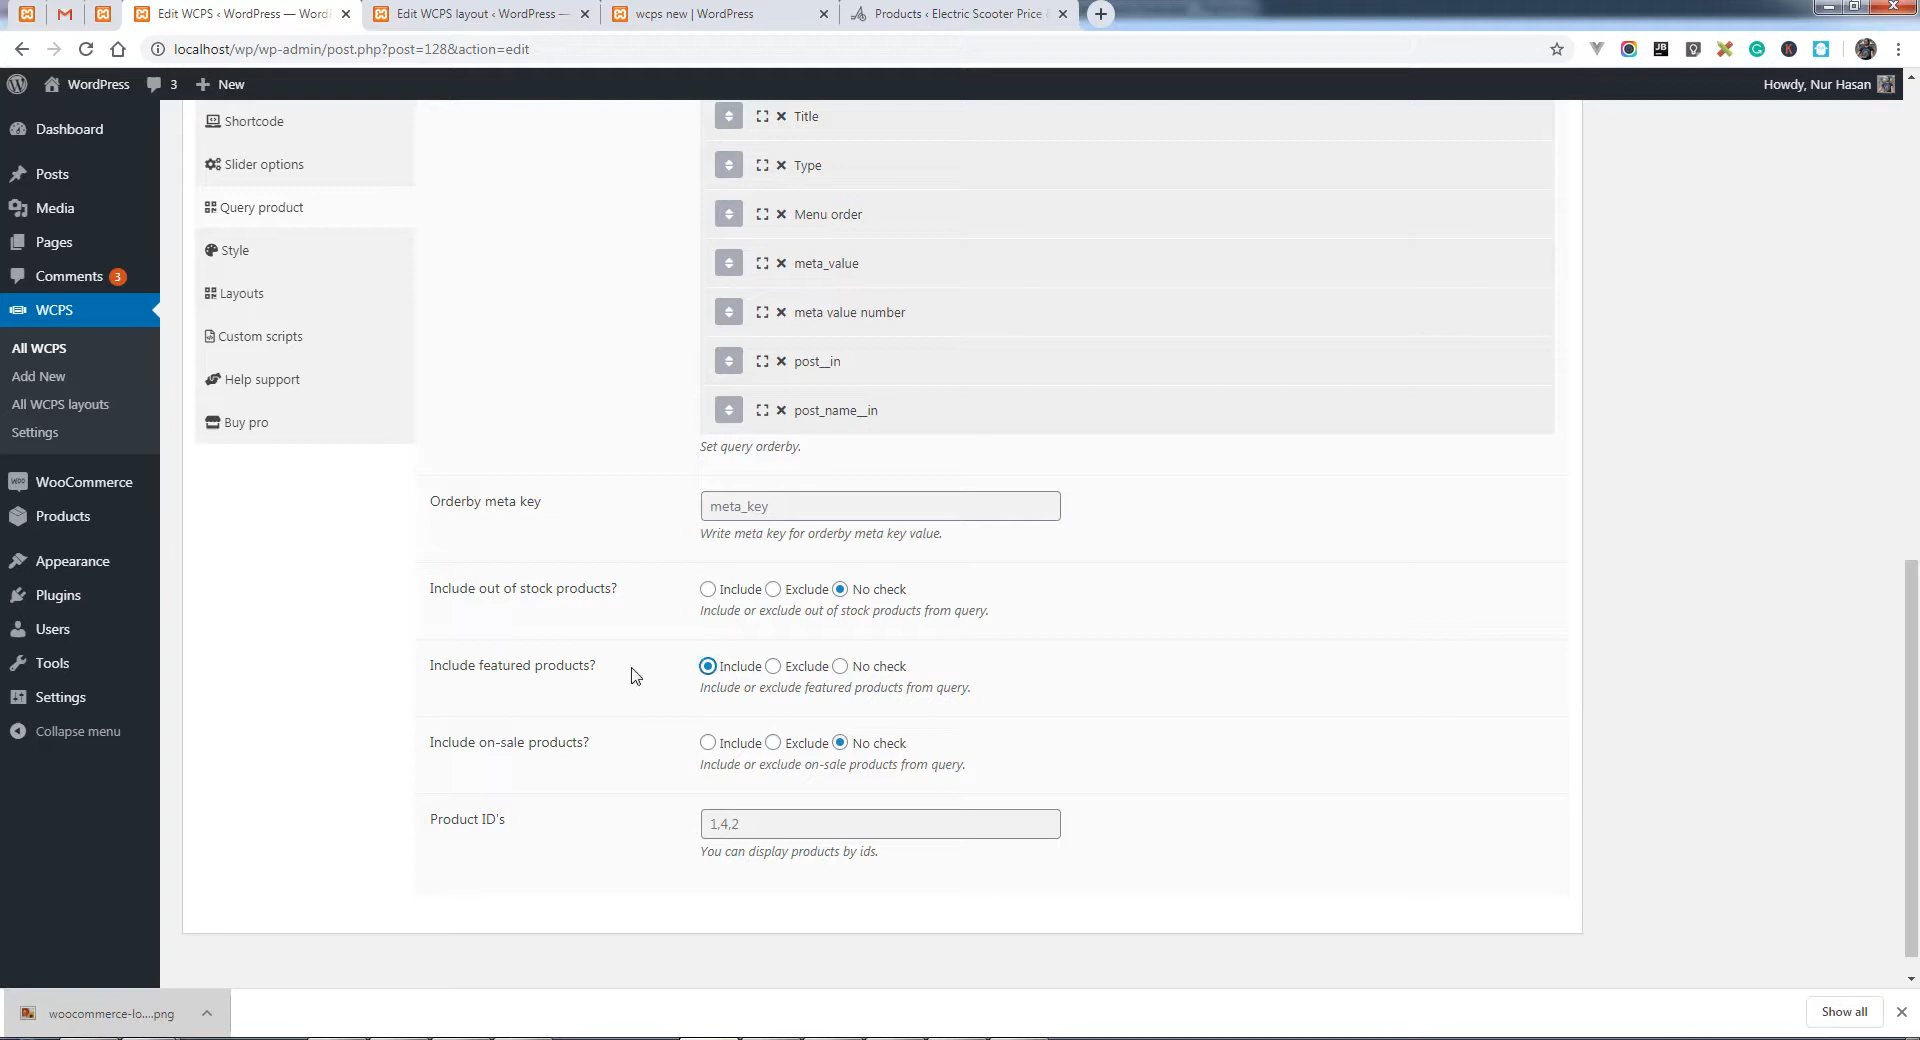 Edit WCPS ‹ WordPress — Word
Edit WCPS layout ‹ WordPress —
wcps new | WordPress
Products ‹ Electric Scooter Price
localhost/wp/wp-admin/post.php?post=128&action=edit
WordPress
3
New
Howdy, Nur Hasan
Dashboard
Posts
Media
Pages
Comments 3
WCPS
All WCPS
Add New
All WCPS layouts
Settings
WooCommerce
Products
Appearance
Plugins
Users
Tools
Settings
Collapse menu
Shortcode
Slider options
Query product
Style
Layouts
Custom scripts
Help support
Buy pro
Title
Type
Menu order
meta_value
meta value number
post__in
post_name__in
Set query orderby.
Orderby meta key
meta_key
Write meta key for orderby meta key value.
Include out of stock products?
Include Exclude No check
Include or exclude out of stock products from query.
Include featured products?
Include Exclude No check
Include or exclude featured products from query.
Include on-sale products?
Include Exclude No check
Include or exclude on-sale products from query.
Product ID's
1,4,2
You can display products by ids.
woocommerce-lo....png
Show all